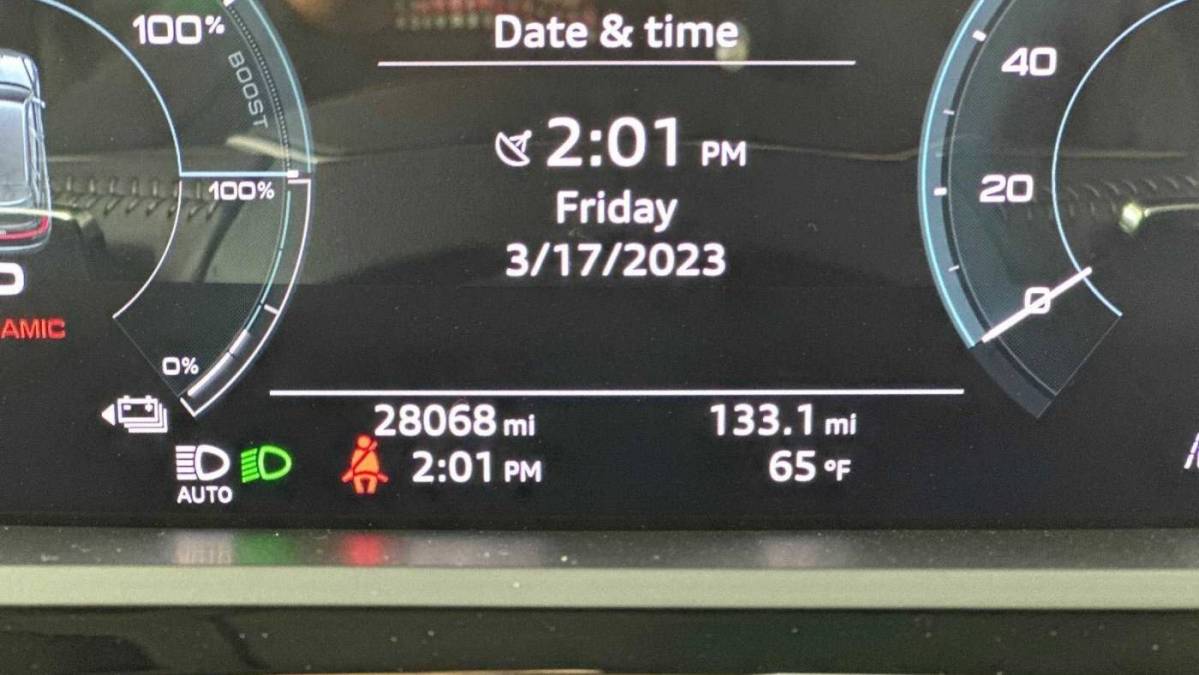 100%
BOOST
100%
0%
AMIC
Date & time
2:01 PM
Friday
3/17/2023
40
20
0
28068 mi
133.1 mi
AUTO
2:01 PM
65 °F